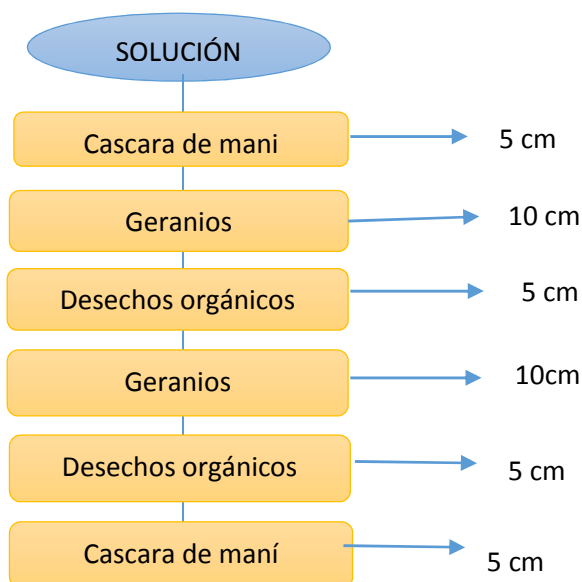 SOLUCIÓN
Cascara de mani
5 cm
Geranios
10 cm
Desechos orgánicos
5 cm
Geranios
10cm
Desechos orgánicos
5 cm
Cascara de maní
5 cm